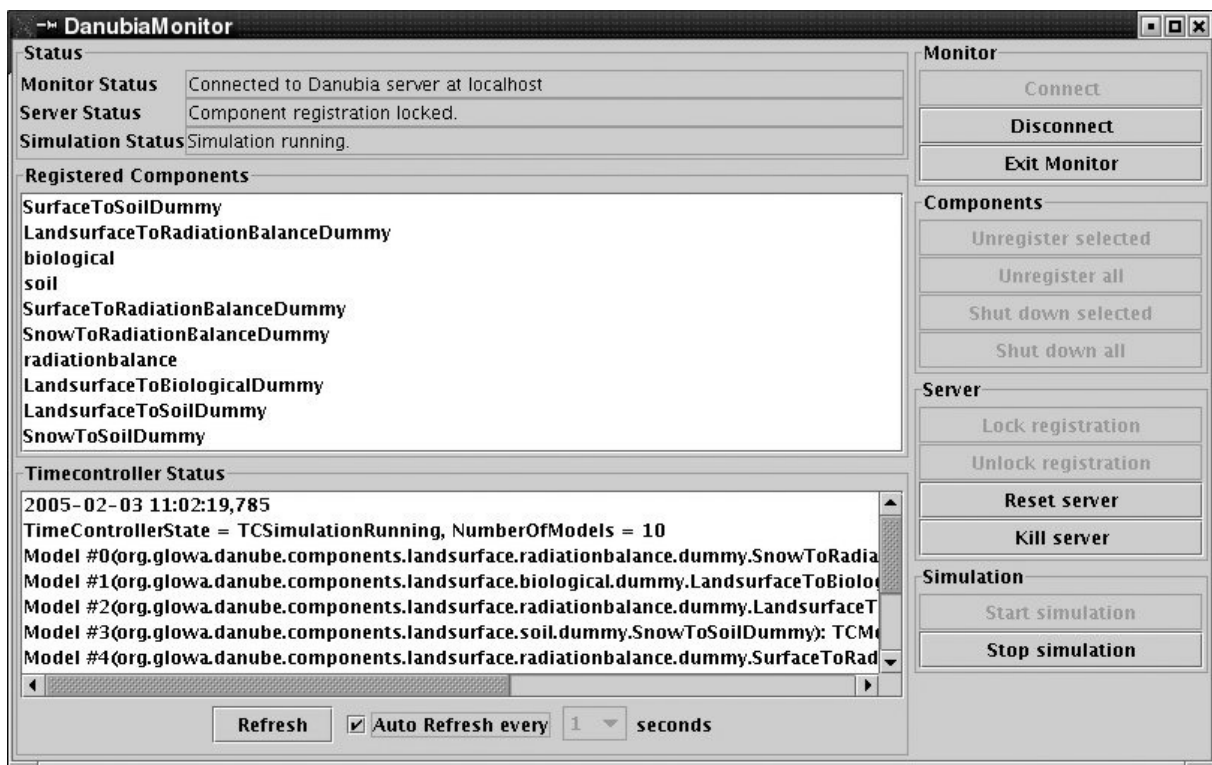 DanubiaMonitor
Status
Monitor Status Connected to Danubia server at localhost
Server Status Component registration locked.
Simulation Status Simulation running.
Registered Components
SurfaceToSoilDummy
LandsurfaceToRadiationBalanceDummy
biological
soil
SurfaceToRadiationBalanceDummy
SnowToRadiationBalanceDummy
radiationbalance
LandsurfaceToBiologicalDummy
LandsurfaceToSoilDummy
SnowToSoilDummy
Timecontroller Status
2005-02-03 11:02:19,785
TimeControllerState = TCSimulationRunning, NumberOfModels = 10
Model #0(org.glowa.danube.components.landsurface.radiationbalance.dummy.SnowToRadia
Model #1(org.glowa.danube.components.landsurface.biological.dummy.LandsurfaceToBiolog
Model #2(org.glowa.danube.components.landsurface.radiationbalance.dummy.LandsurfaceT
Model #3(org.glowa.danube.components.landsurface.soil.dummy.SnowToSoilDummy): TCMo
Model #4(org.glowa.danube.components.landsurface.radiationbalance.dummy.SurfaceToRad
Refresh Auto Refresh every 1 seconds
Monitor
Connect
Disconnect
Exit Monitor
Components
Unregister selected
Unregister all
Shut down selected
Shut down all
Server
Lock registration
Unlock registration
Reset server
Kill server
Simulation
Start simulation
Stop simulation